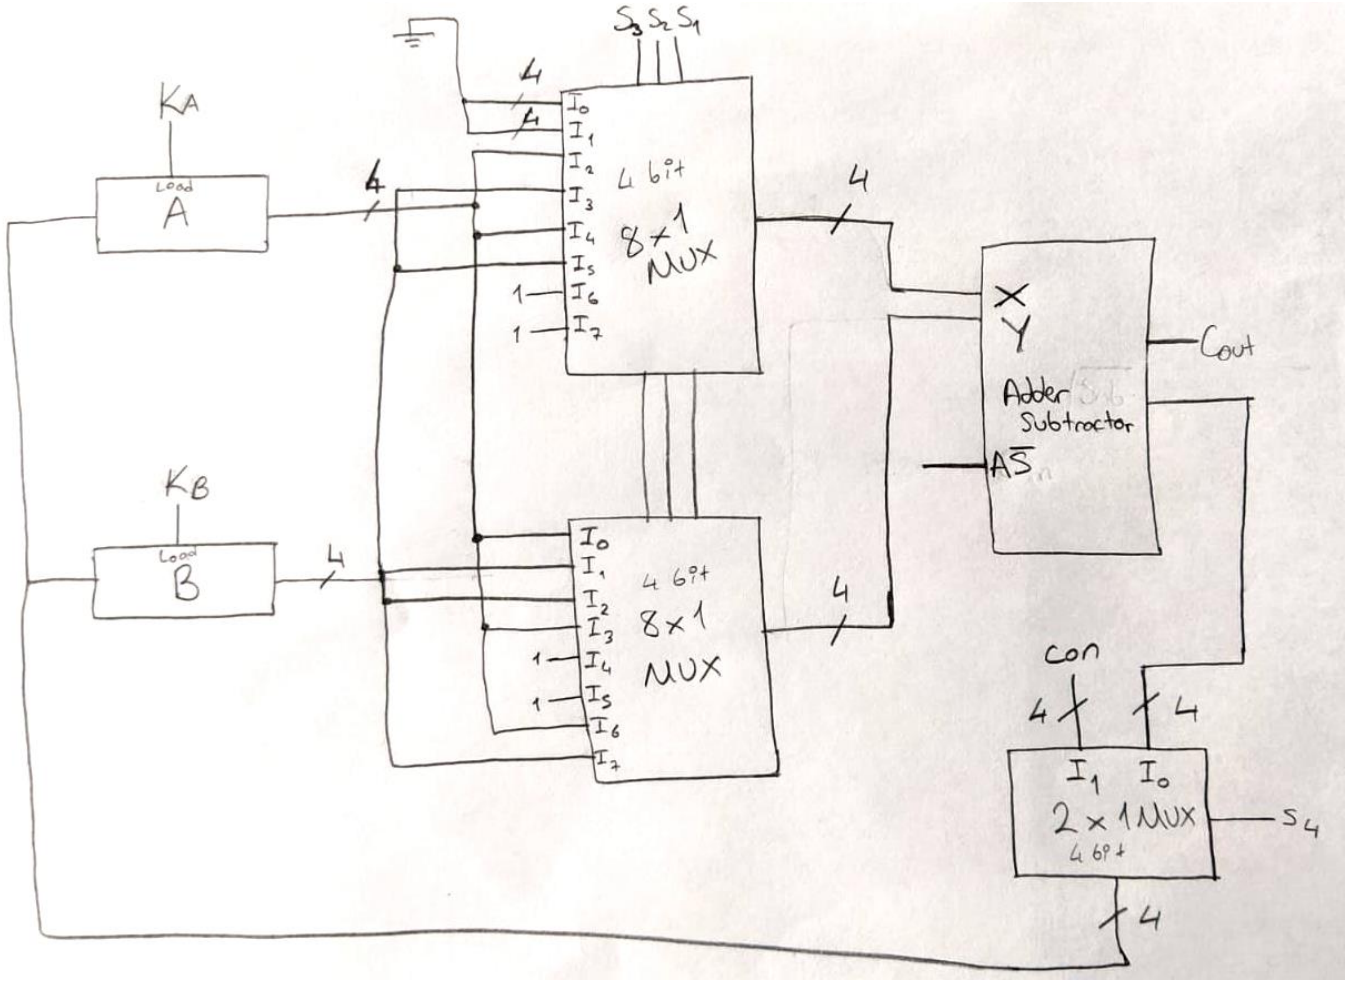 S₃ S₂ S₁
4
4
I₀
I₁
I₂
I₃
I₄
I₅
1 I₆
1 I₇
4 bit
8x1
MUX
KA
Load
A
4
4
X
Y
Adder
Subtractor
AS̅
Cout
KB
Load
B
4
I₀
I₁
I₂
I₃
1 I₄
1 I₅
I₆
I₇
4 bit
8x1
MUX
4
con
4
4
I₁ I₀
2x1 MUX
4 bit
S₄
4